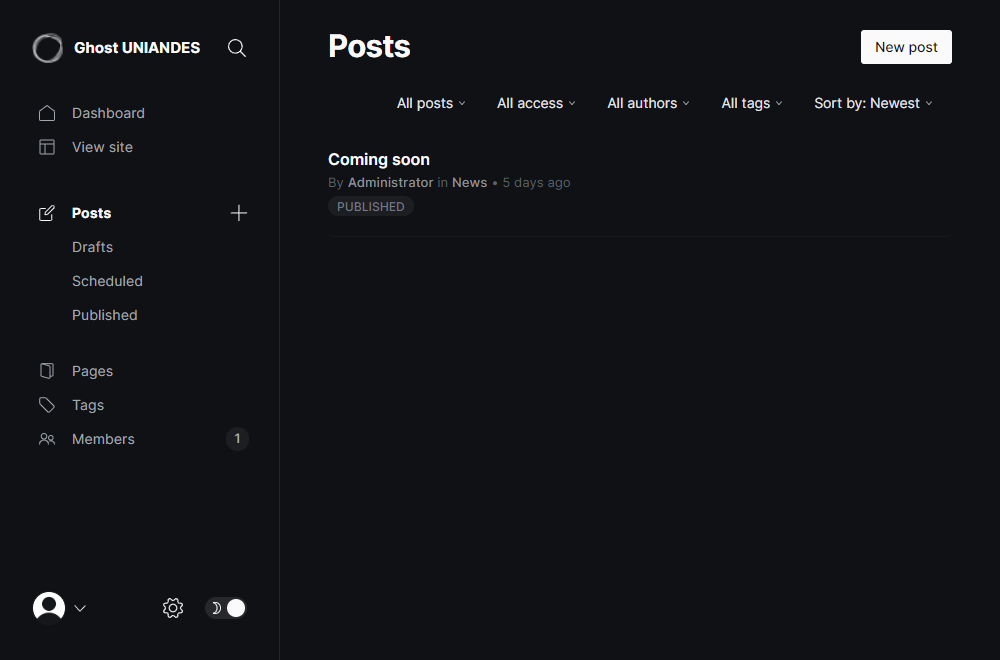 Ghost UNIANDES
Dashboard
View site
Posts
Drafts
Scheduled
Published
Pages
Tags
Members 1
Posts
New post
All posts All access All authors All tags Sort by: Newest
Coming soon
By Administrator in News • 5 days ago
PUBLISHED